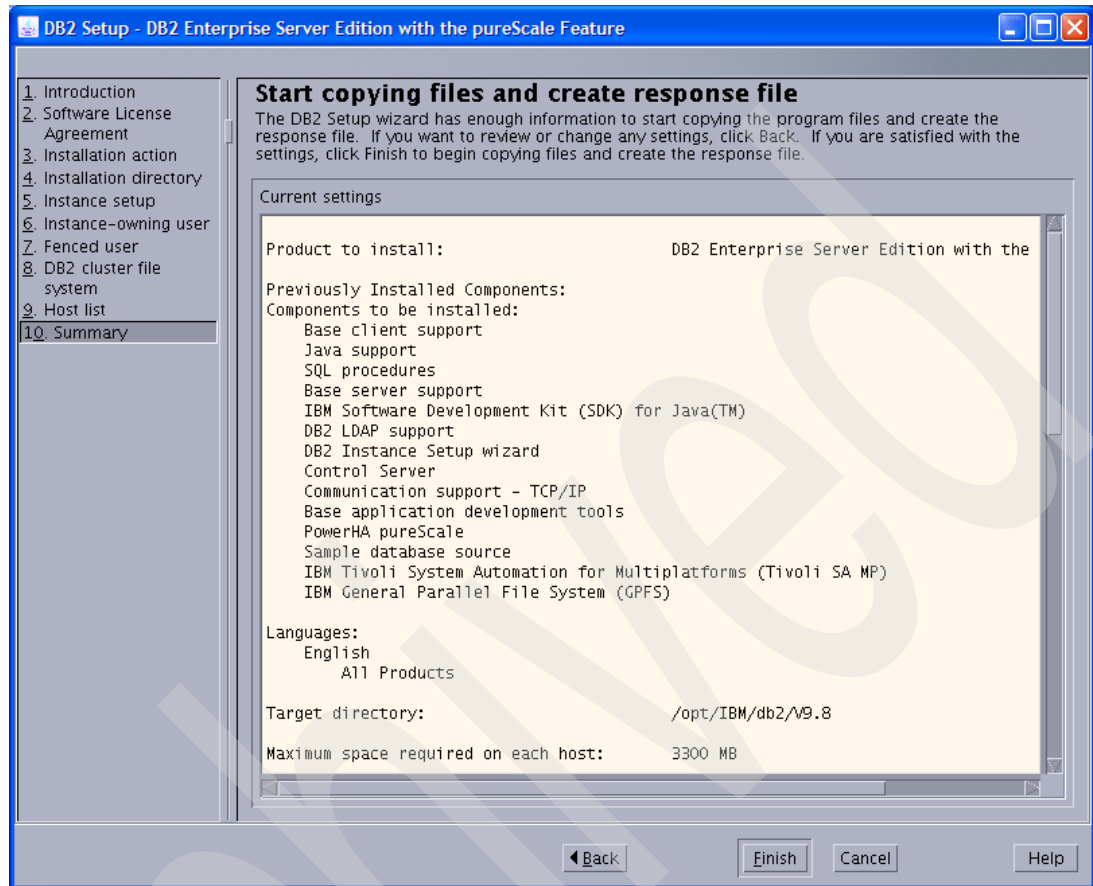 DB2 Setup - DB2 Enterprise Server Edition with the pureScale Feature
1. Introduction
2. Software License
Agreement
3. Installation action
4. Installation directory
5. Instance setup
6. Instance-owning user
7. Fenced user
8. DB2 cluster file
system
9. Host list
10. Summary
Start copying files and create response file
The DB2 Setup wizard has enough information to start copying the program files and create the
response file. If you want to review or change any settings, click Back. If you are satisfied with the
settings, click Finish to begin copying files and create the response file.
Current settings
Product to install: DB2 Enterprise Server Edition with the
Previously Installed Components:
Components to be installed:
Base client support
Java support
SQL procedures
Base server support
IBM Software Development Kit (SDK) for Java(TM)
DB2 LDAP support
DB2 Instance Setup wizard
Control Server
Communication support - TCP/IP
Base application development tools
PowerHA pureScale
Sample database source
IBM Tivoli System Automation for Multiplatforms (Tivoli SA MP)
IBM General Parallel File System (GPFS)
Languages:
English
All Products
Target directory: /opt/IBM/db2/V9.8
Maximum space required on each host: 3300 MB
Back
Finish
Cancel
Help